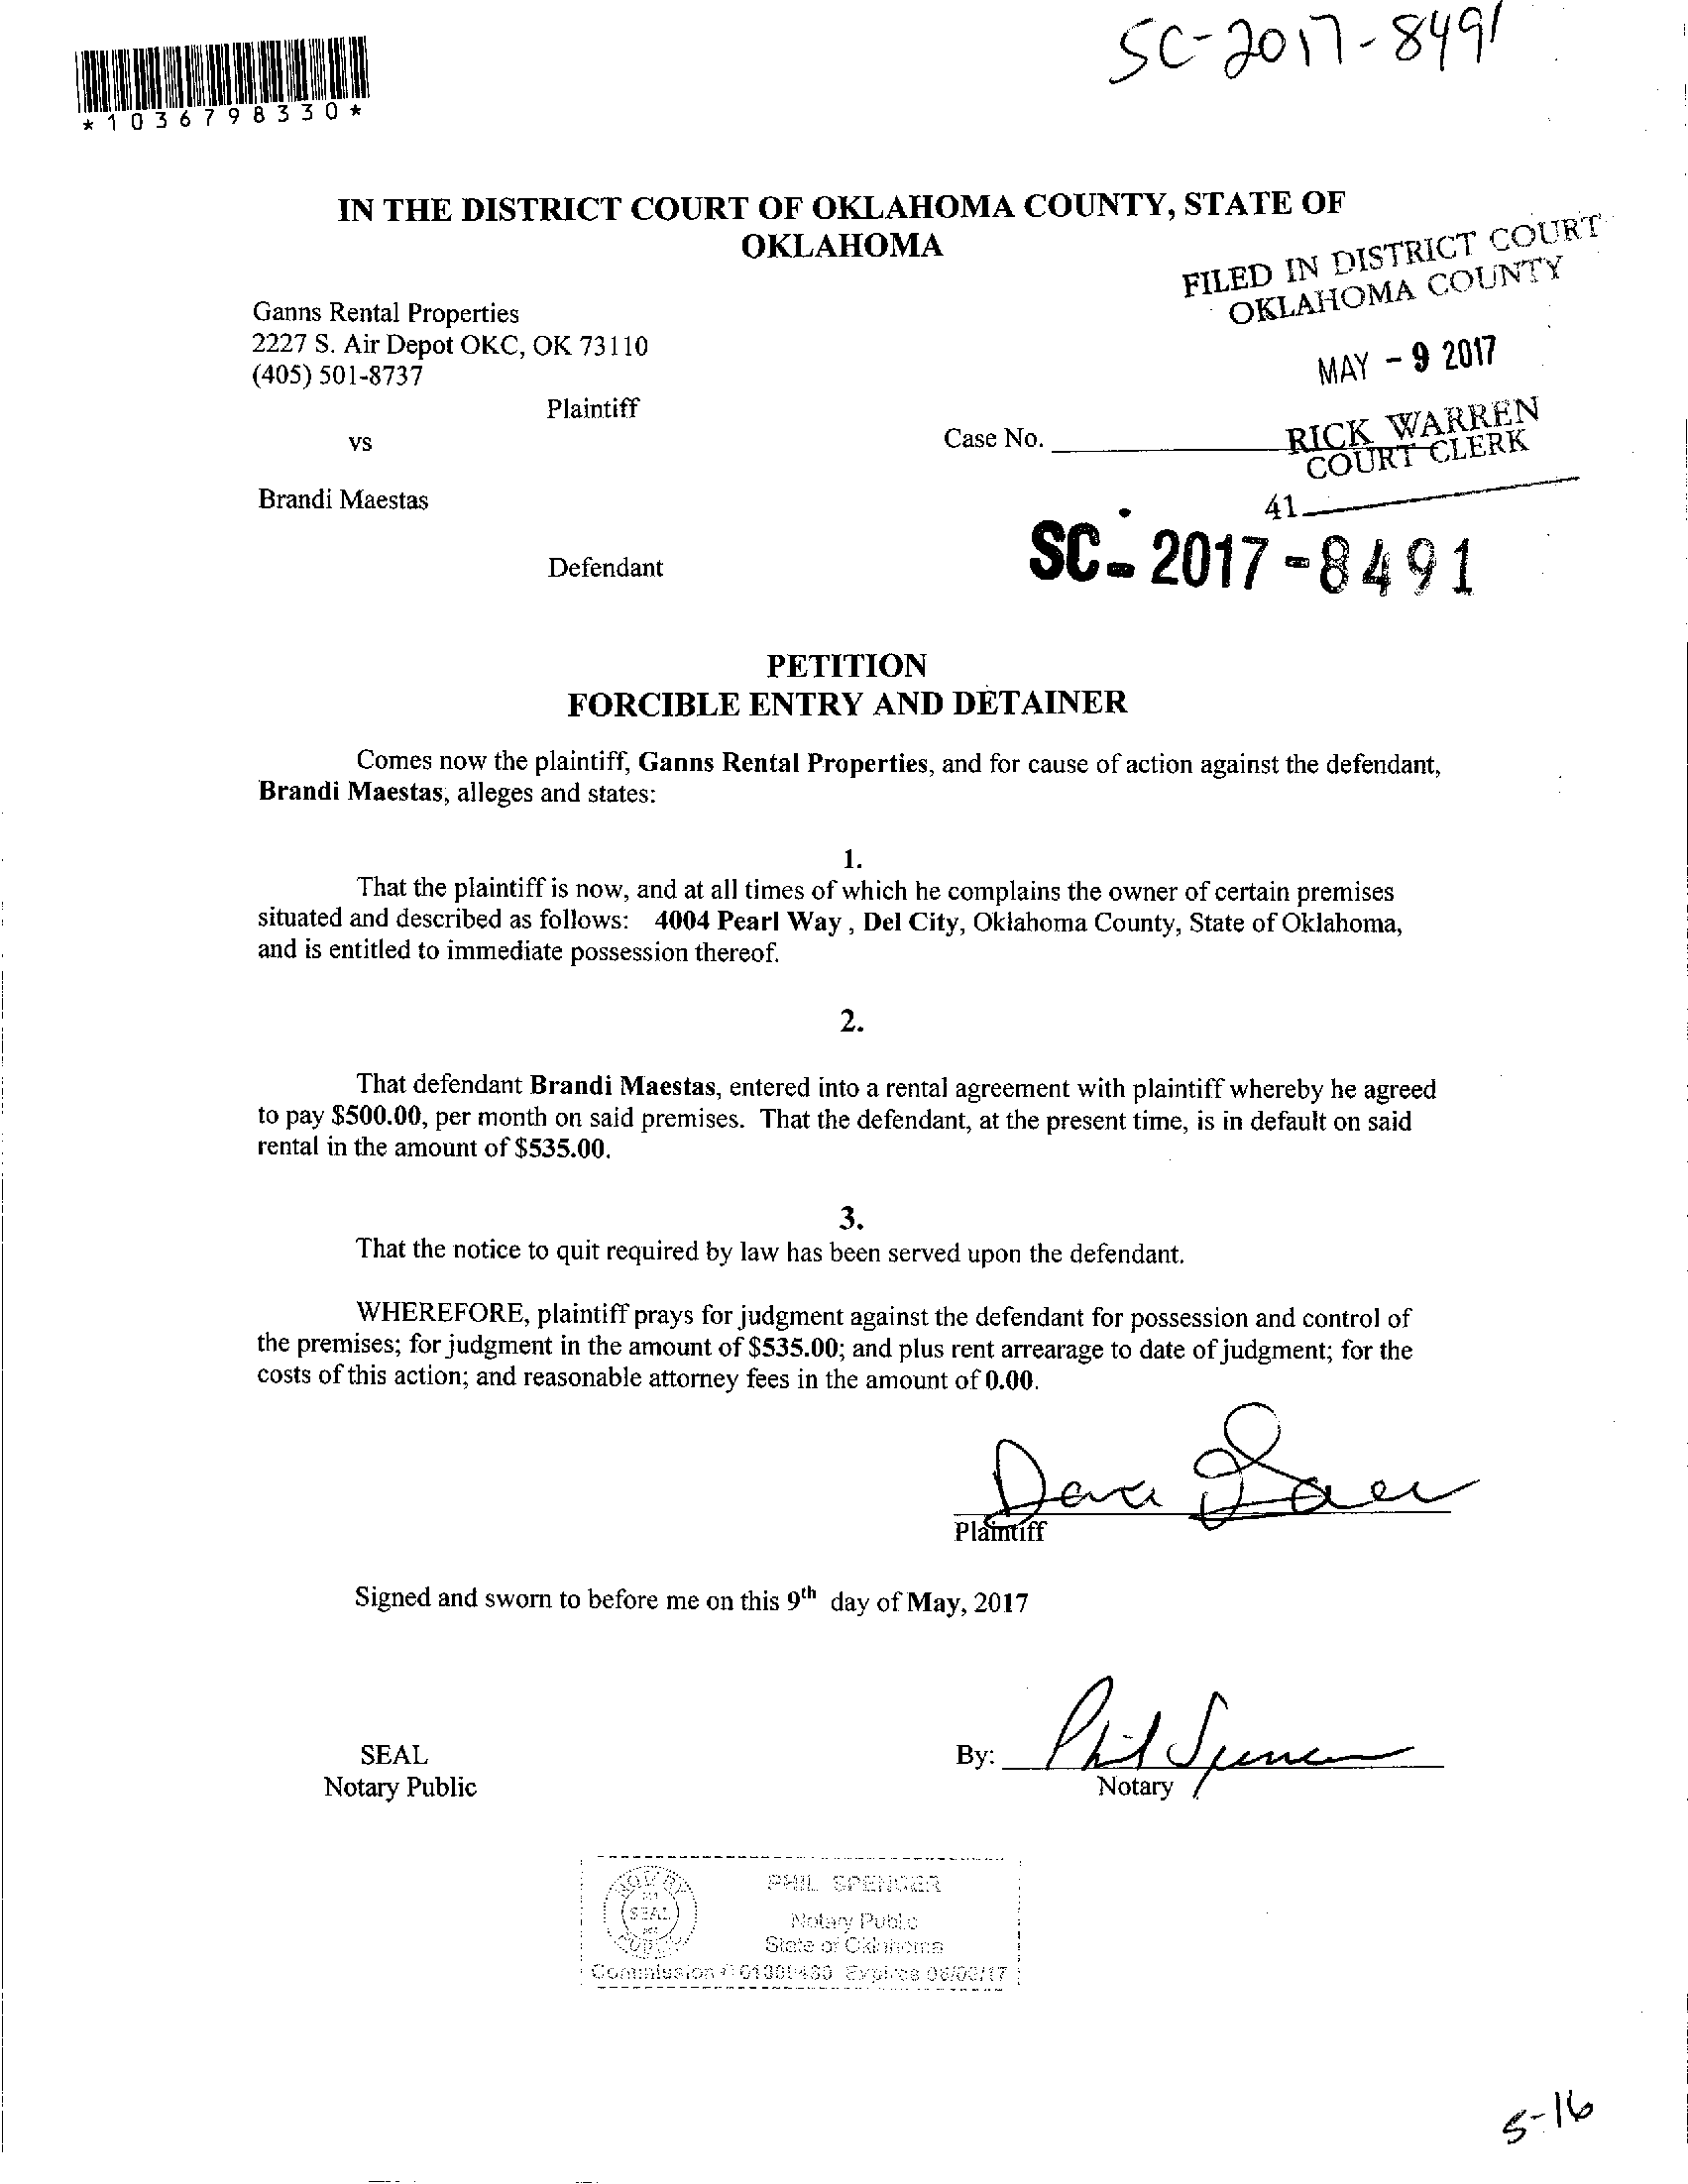 SC-2017-8491
*1036798330*
IN THE DISTRICT COURT OF OKLAHOMA COUNTY, STATE OF
OKLAHOMA
FILED IN DISTRICT COURT
OKLAHOMA COUNTY
Ganns Rental Properties
2227 S. Air Depot OKC, OK 73110
(405) 501-8737
MAY - 9 2017
Plaintiff
vs
Case No.
RICK WARREN
COURT CLERK
Brandi Maestas
41
Defendant
SC-2017-8491
PETITION
FORCIBLE ENTRY AND DETAINER
Comes now the plaintiff, Ganns Rental Properties, and for cause of action against the defendant,
Brandi Maestas, alleges and states:
1.
That the plaintiff is now, and at all times of which he complains the owner of certain premises
situated and described as follows: 4004 Pearl Way , Del City, Oklahoma County, State of Oklahoma,
and is entitled to immediate possession thereof.
2.
That defendant Brandi Maestas, entered into a rental agreement with plaintiff whereby he agreed
to pay $500.00, per month on said premises. That the defendant, at the present time, is in default on said
rental in the amount of $535.00.
3.
That the notice to quit required by law has been served upon the defendant.
WHEREFORE, plaintiff prays for judgment against the defendant for possession and control of
the premises; for judgment in the amount of $535.00; and plus rent arrearage to date of judgment; for the
costs of this action; and reasonable attorney fees in the amount of 0.00.
Plaintiff
Signed and sworn to before me on this 9th day of May, 2017
SEAL
By: Phil Spencer
Notary Public
Notary
PHIL SPENCER
SEAL
Notary Public
State of Oklahoma
Commission # Expires
5-16